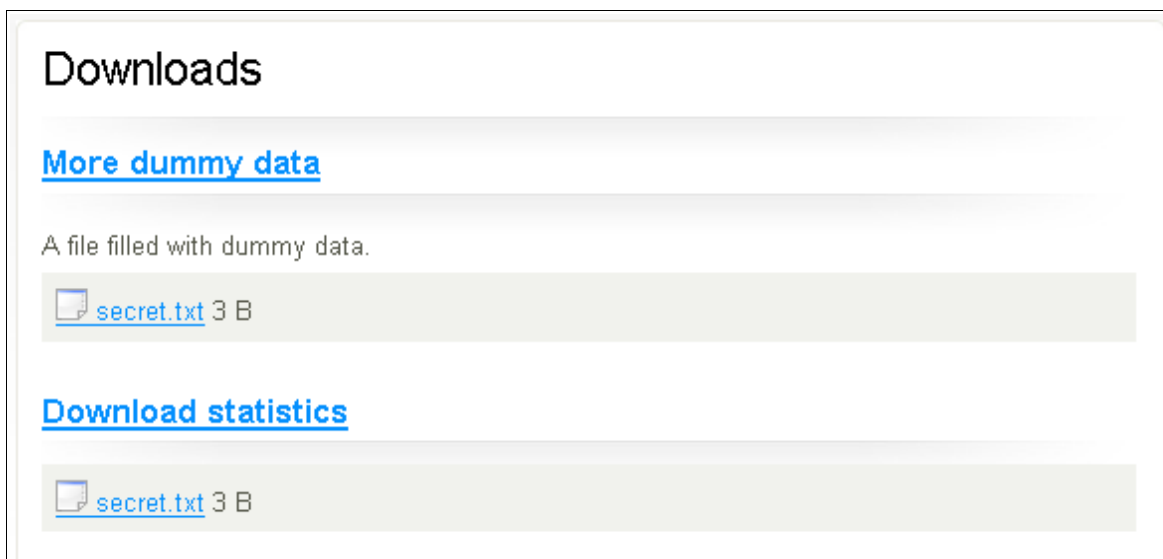 Downloads
More dummy data
A file filled with dummy data.
secret.txt 3 B
Download statistics
secret.txt 3 B